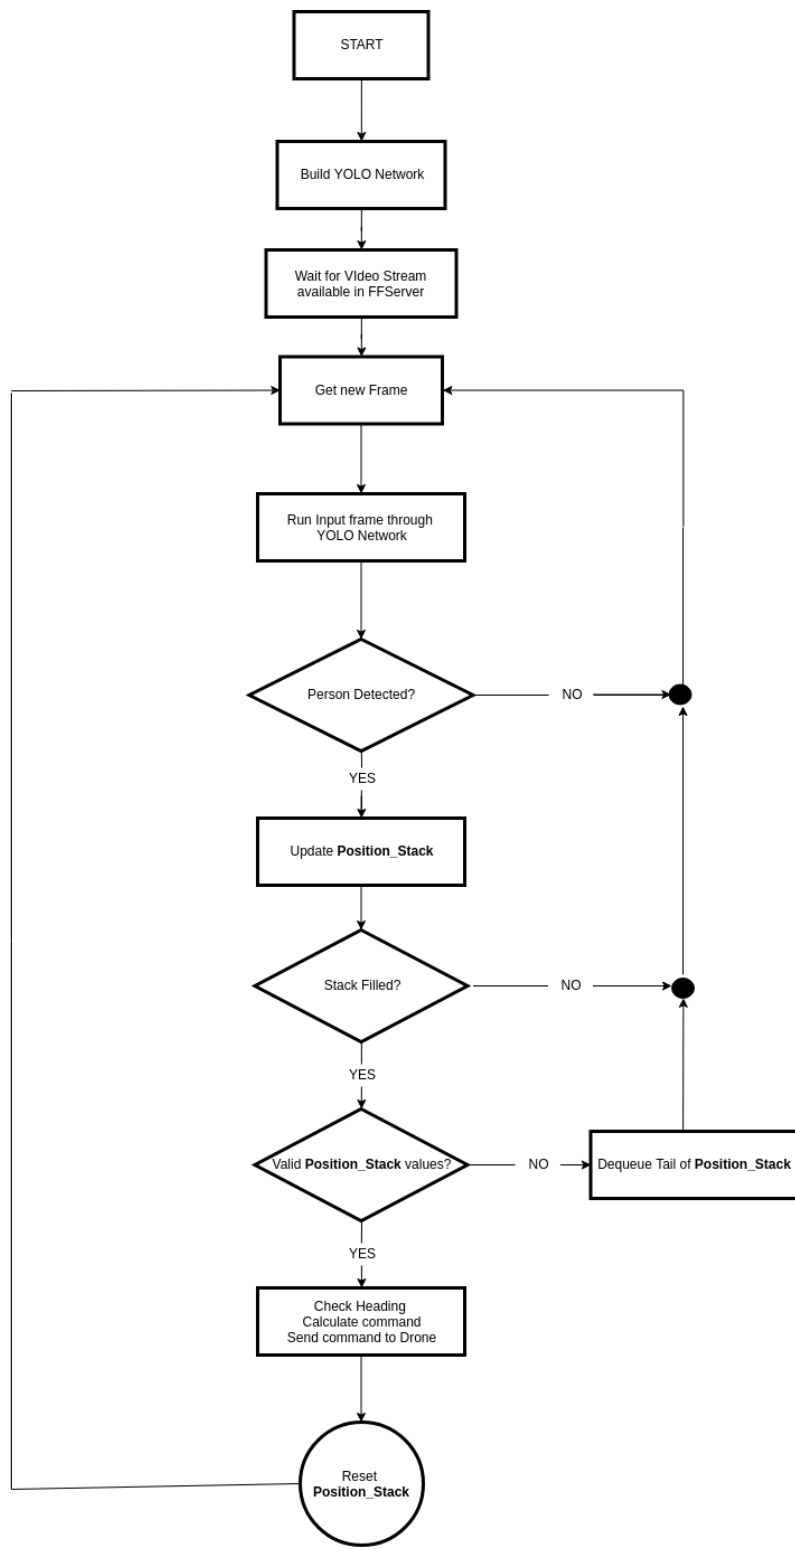 START
Build YOLO Network
Wait for VIdeo Stream
available in FFServer
Get new Frame
Run Input frame through
YOLO Network
Person Detected?
NO
YES
Update Position_Stack
Stack Filled?
NO
YES
Valid Position_Stack values?
NO
Dequeue Tail of Position_Stack
YES
Check Heading
Calculate command
Send command to Drone
Reset
Position_Stack